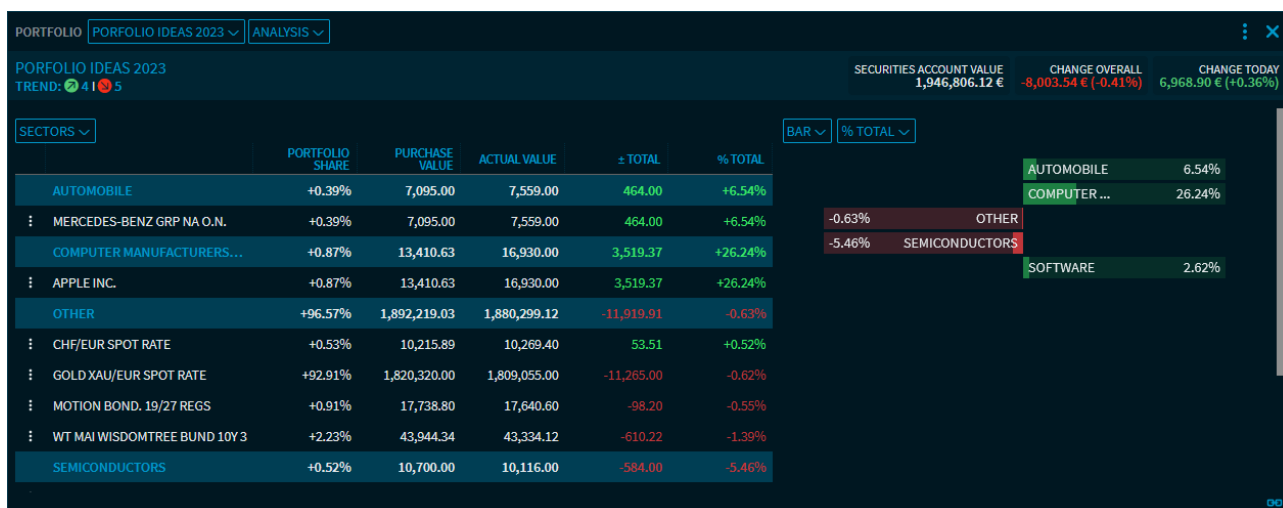 PORTFOLIO PORFOLIO IDEAS 2023 ANALYSIS
PORFOLIO IDEAS 2023
TREND: 4 I 5
SECURITIES ACCOUNT VALUE CHANGE OVERALL CHANGE TODAY
1,946,806.12 € -8,003.54 € (-0.41%) 6,968.90 € (+0.36%)
SECTORS
PORTFOLIO SHARE PURCHASE VALUE ACTUAL VALUE ± TOTAL % TOTAL
AUTOMOBILE +0.39% 7,095.00 7,559.00 464.00 +6.54%
MERCEDES-BENZ GRP NA O.N. +0.39% 7,095.00 7,559.00 464.00 +6.54%
COMPUTER MANUFACTURERS... +0.87% 13,410.63 16,930.00 3,519.37 +26.24%
APPLE INC. +0.87% 13,410.63 16,930.00 3,519.37 +26.24%
OTHER +96.57% 1,892,219.03 1,880,299.12 -11,919.91 -0.63%
CHF/EUR SPOT RATE +0.53% 10,215.89 10,269.40 53.51 +0.52%
GOLD XAU/EUR SPOT RATE +92.91% 1,820,320.00 1,809,055.00 -11,265.00 -0.62%
MOTION BOND. 19/27 REGS +0.91% 17,738.80 17,640.60 -98.20 -0.55%
WT MAI WISDOMTREE BUND 10Y 3 +2.23% 43,944.34 43,334.12 -610.22 -1.39%
SEMICONDUCTORS +0.52% 10,700.00 10,116.00 -584.00 -5.46%
BAR % TOTAL
AUTOMOBILE 6.54%
COMPUTER ... 26.24%
-0.63% OTHER
-5.46% SEMICONDUCTORS
SOFTWARE 2.62%